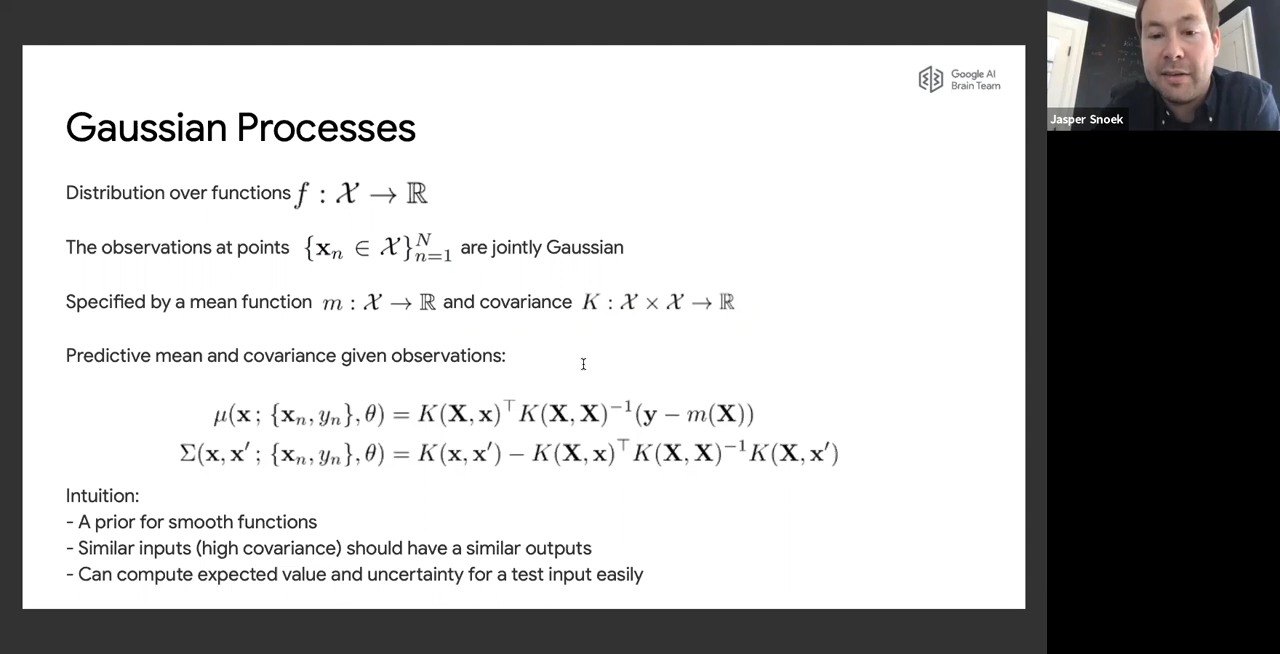 Google AI
Brain Team
Jasper Snoek
Gaussian Processes
Distribution over functions f : 𝒳 → ℝ
The observations at points {𝐱ₙ ∈ 𝒳}ᴺₙ₌₁ are jointly Gaussian
Specified by a mean function m : 𝒳 → ℝ and covariance K : 𝒳 × 𝒳 → ℝ
Predictive mean and covariance given observations:
μ(𝐱 ; {𝐱ₙ, yₙ}, θ) = K(𝐗, 𝐱)ᵀK(𝐗, 𝐗)⁻¹(𝐲 − m(𝐗))
Σ(𝐱, 𝐱′ ; {𝐱ₙ, yₙ}, θ) = K(𝐱, 𝐱′) − K(𝐗, 𝐱)ᵀK(𝐗, 𝐗)⁻¹K(𝐗, 𝐱′)
Intuition:
- A prior for smooth functions
- Similar inputs (high covariance) should have a similar outputs
- Can compute expected value and uncertainty for a test input easily